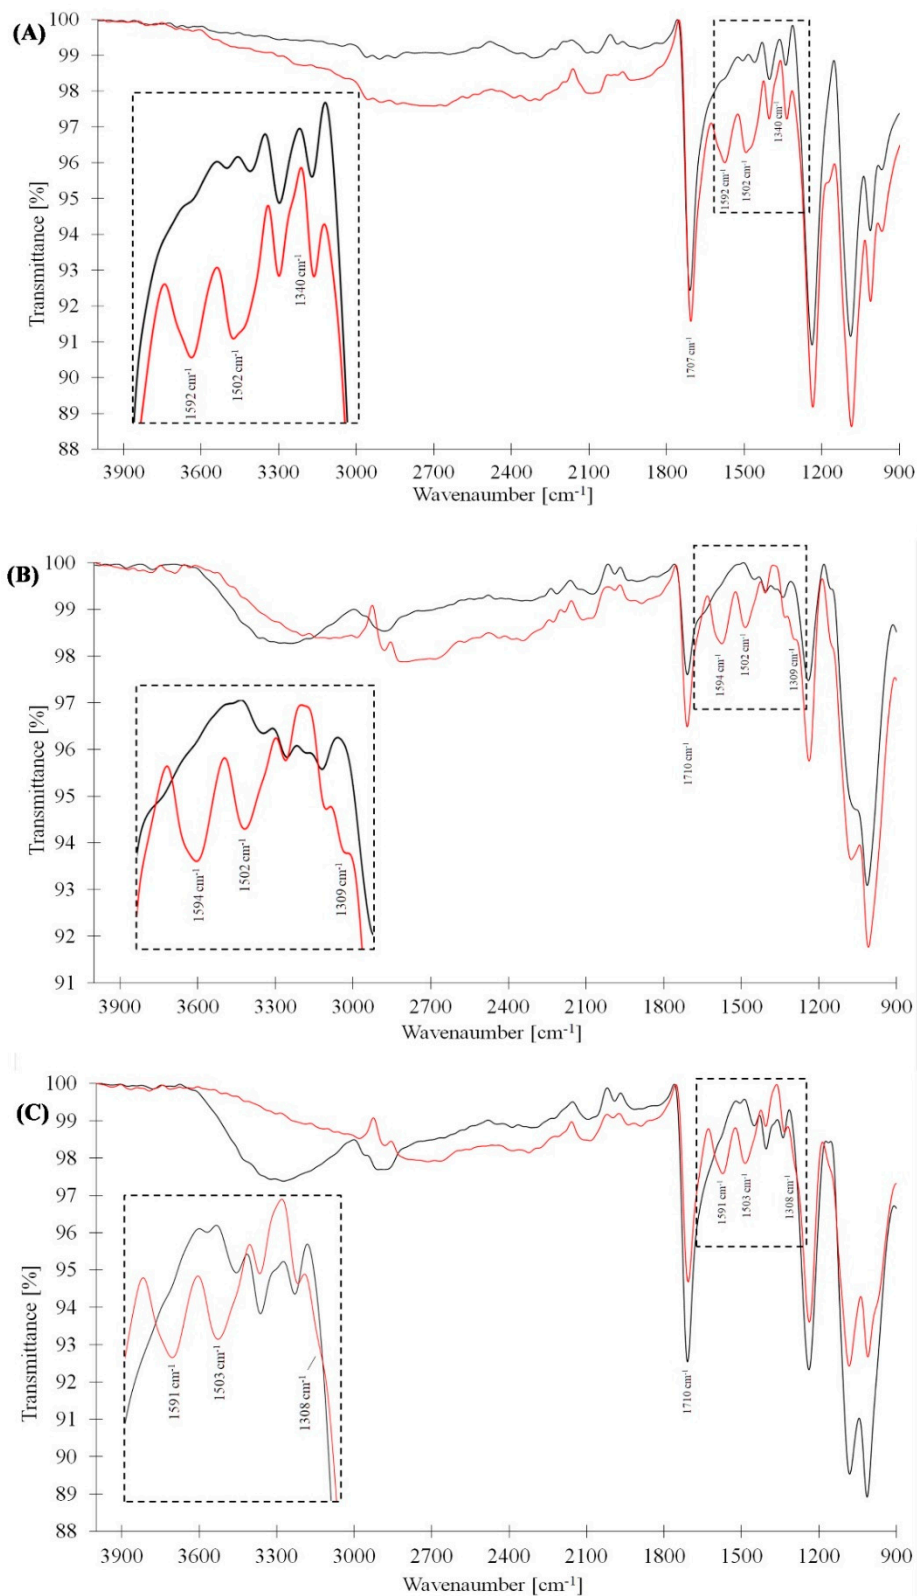 (A)
Transmittance [%]
100
99
98
97
96
95
94
93
92
91
90
89
88
1592 cm⁻¹
1502 cm⁻¹
1340 cm⁻¹
1707 cm⁻¹
1592 cm⁻¹
1502 cm⁻¹
1340 cm⁻¹
3900 3600 3300 3000 2700 2400 2100 1800 1500 1200 900
Wavenaumber [cm⁻¹]
(B)
Transmittance [%]
100
99
98
97
96
95
94
93
92
91
1594 cm⁻¹
1502 cm⁻¹
1309 cm⁻¹
1710 cm⁻¹
1594 cm⁻¹
1502 cm⁻¹
1309 cm⁻¹
3900 3600 3300 3000 2700 2400 2100 1800 1500 1200 900
Wavenaumber [cm⁻¹]
(C)
Transmittance [%]
100
99
98
97
96
95
94
93
92
91
90
89
88
1591 cm⁻¹
1503 cm⁻¹
1308 cm⁻¹
1710 cm⁻¹
1591 cm⁻¹
1503 cm⁻¹
1308 cm⁻¹
3900 3600 3300 3000 2700 2400 2100 1800 1500 1200 900
Wavenaumber [cm⁻¹]